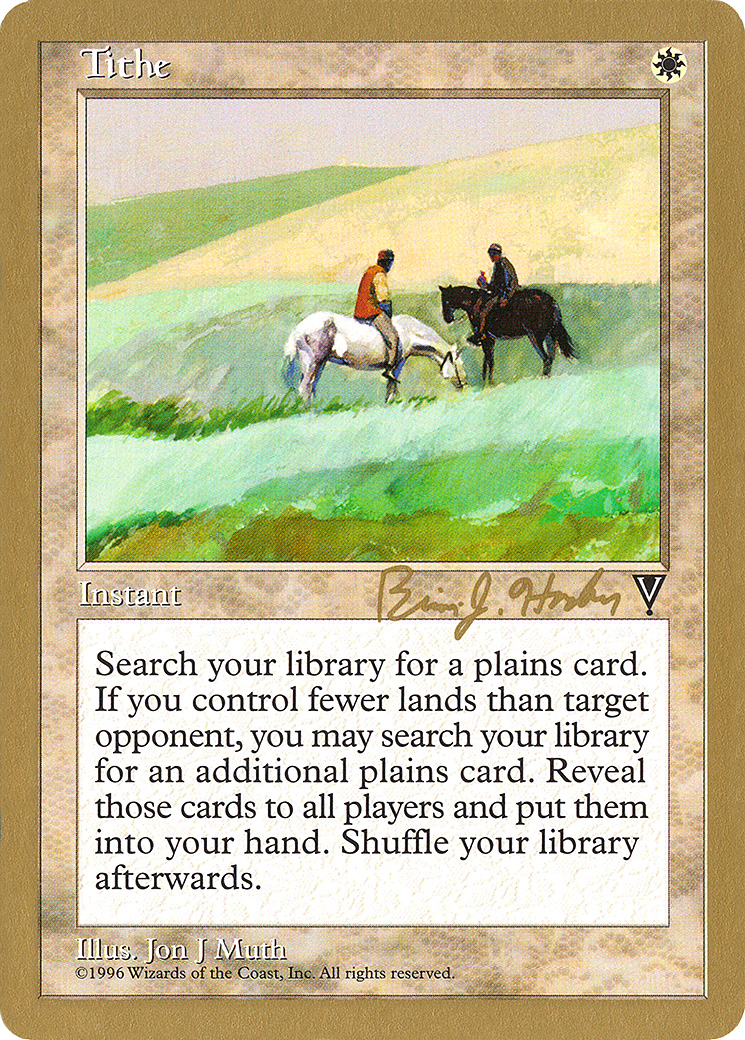 Tithe
Instant
Brian J. Hacker
Search your library for a plains card.
If you control fewer lands than target
opponent, you may search your library
for an additional plains card. Reveal
those cards to all players and put them
into your hand. Shuffle your library
afterwards.
Illus. Jon J Muth
©1996 Wizards of the Coast, Inc. All rights reserved.